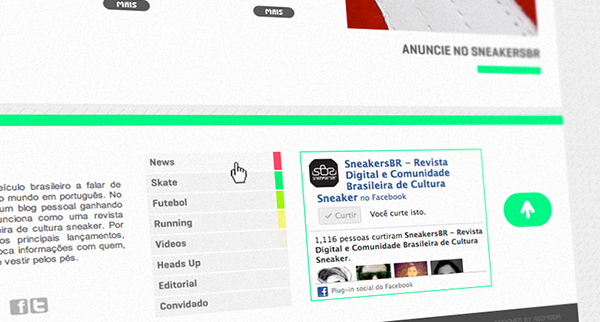 MAIS
MAIS
ANUNCIE NO SNEAKERSBR
eículo brasileiro a falar de
o mundo em português. No
um blog pessoal ganhando
unciona como uma revista
ira de cultura sneaker. Por
os principais lançamentos,
oca informações com quem,
e vestir pelos pés.
News
Skate
Futebol
Running
Videos
Heads Up
Editorial
Convidado
SneakersBR - Revista
Digital e Comunidade
Brasileira de Cultura
Sneaker no Facebook
Curtir
Você curte isto.
1,116 pessoas curtiram SneakersBR - Revista
Digital e Comunidade Brasileira de Cultura
Sneaker.
Plug-in social do Facebook